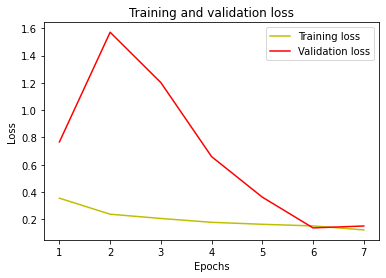 Training and validation loss
Training loss
Validation loss
1.6
1.4
1.2
1.0
0.8
0.6
0.4
0.2
Loss
1 2 3 4 5 6 7
Epochs